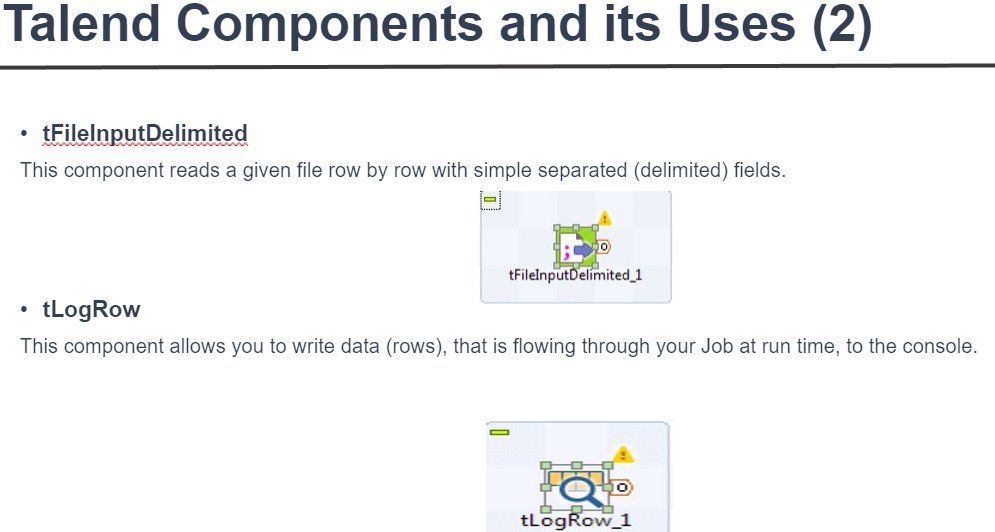 Talend Components and its Uses (2)
• tFileInputDelimited
This component reads a given file row by row with simple separated (delimited) fields.
tFileInputDelimited_1
• tLogRow
This component allows you to write data (rows), that is flowing through your Job at run time, to the console.
tLogRow_1